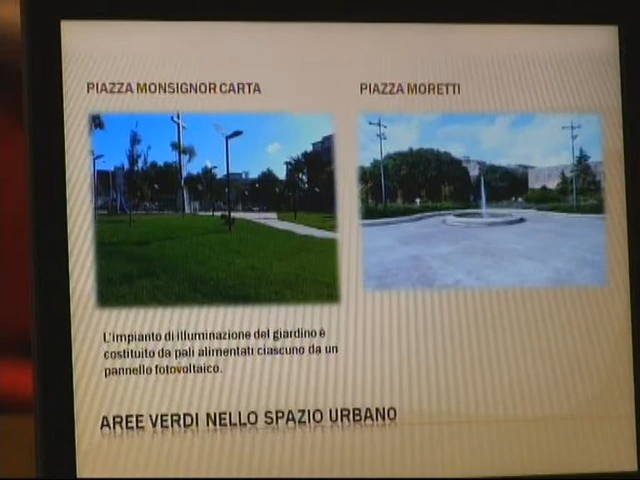 PIAZZA MONSIGNOR CARTA
PIAZZA MORETTI
L'impianto di illuminazione del giardino è
costituito da pali alimentati ciascuno da un
pannello fotovoltaico.
AREE VERDI NELLO SPAZIO URBANO